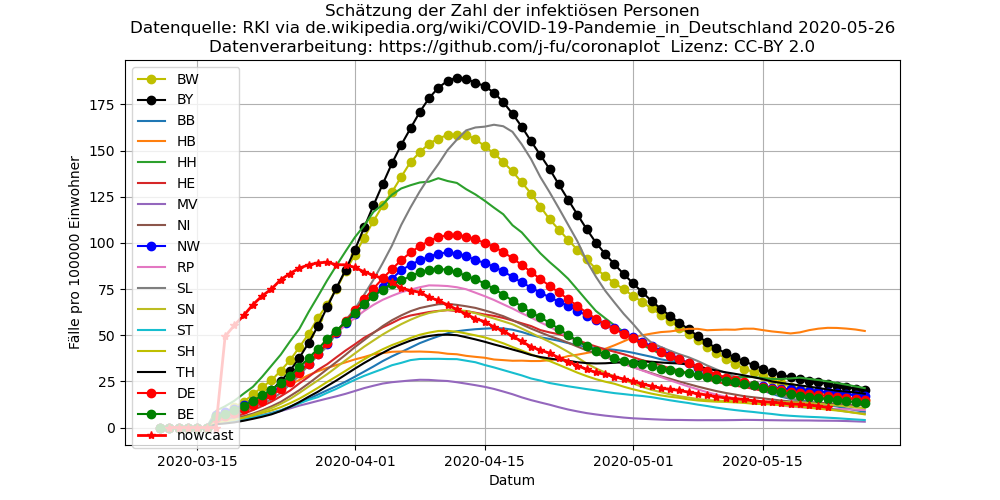 Schätzung der Zahl der infektiösen Personen
Datenquelle: RKI via de.wikipedia.org/wiki/COVID-19-Pandemie_in_Deutschland 2020-05-26
Datenverarbeitung: https://github.com/j-fu/coronaplot Lizenz: CC-BY 2.0
BW
BY
BB
HB
HH
HE
MV
NI
NW
RP
SL
SN
ST
SH
TH
DE
BE
nowcast
Fälle pro 100000 Einwohner
175
150
125
100
75
50
25
0
2020-03-15
2020-04-01
2020-04-15
2020-05-01
2020-05-15
Datum